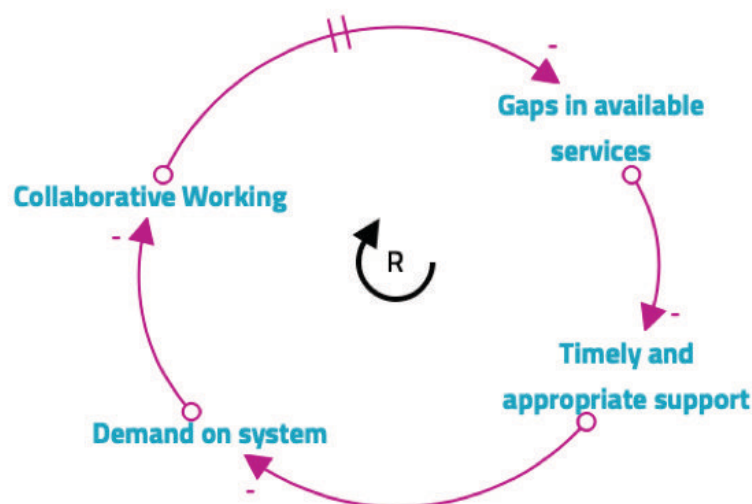 -
Gaps in available
services
Collaborative Working
-
R
-
Timely and
appropriate support
Demand on system
-